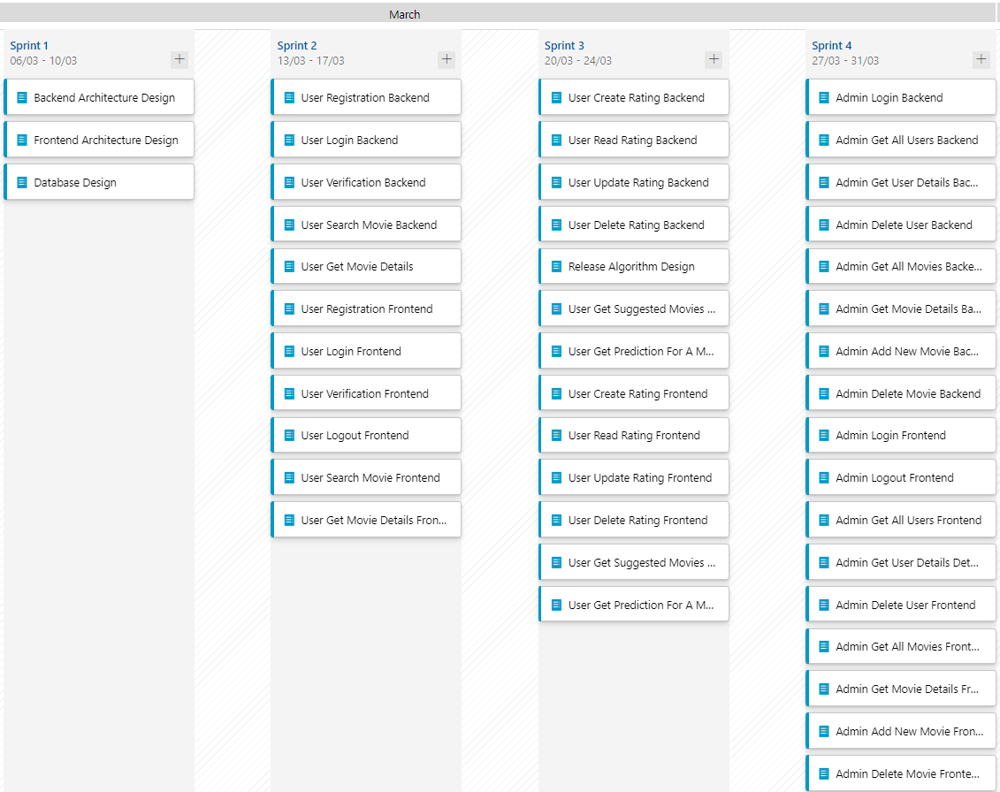 March
Sprint 1
06/03 - 10/03
Backend Architecture Design
Frontend Architecture Design
Database Design
Sprint 2
13/03 - 17/03
User Registration Backend
User Login Backend
User Verification Backend
User Search Movie Backend
User Get Movie Details
User Registration Frontend
User Login Frontend
User Verification Frontend
User Logout Frontend
User Search Movie Frontend
User Get Movie Details Fron...
Sprint 3
20/03 - 24/03
User Create Rating Backend
User Read Rating Backend
User Update Rating Backend
User Delete Rating Backend
Release Algorithm Design
User Get Suggested Movies ...
User Get Prediction For A M...
User Create Rating Frontend
User Read Rating Frontend
User Update Rating Frontend
User Delete Rating Frontend
User Get Suggested Movies ...
User Get Prediction For A M...
Sprint 4
27/03 - 31/03
Admin Login Backend
Admin Get All Users Backend
Admin Get User Details Bac...
Admin Delete User Backend
Admin Get All Movies Backe...
Admin Get Movie Details Ba...
Admin Add New Movie Bac...
Admin Delete Movie Backend
Admin Login Frontend
Admin Logout Frontend
Admin Get All Users Frontend
Admin Get User Details Det...
Admin Delete User Frontend
Admin Get All Movies Front...
Admin Get Movie Details Fr...
Admin Add New Movie Fron...
Admin Delete Movie Fronte...